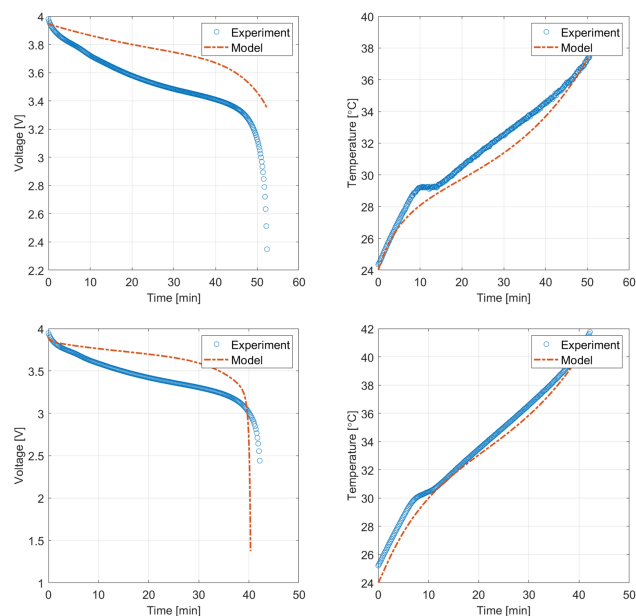 4
3.8
3.6
3.4
3.2
3
2.8
2.6
2.4
2.2
Voltage [V]
0 10 20 30 40 50 60
Time [min]
Experiment
Model
40
38
36
34
32
30
28
26
24
Temperature [°C]
0 10 20 30 40 50 60
Time [min]
Experiment
Model
4
3.5
3
2.5
2
1.5
1
Voltage [V]
0 10 20 30 40 50
Time [min]
Experiment
Model
42
40
38
36
34
32
30
28
26
24
Temperature [°C]
0 10 20 30 40 50
Time [min]
Experiment
Model